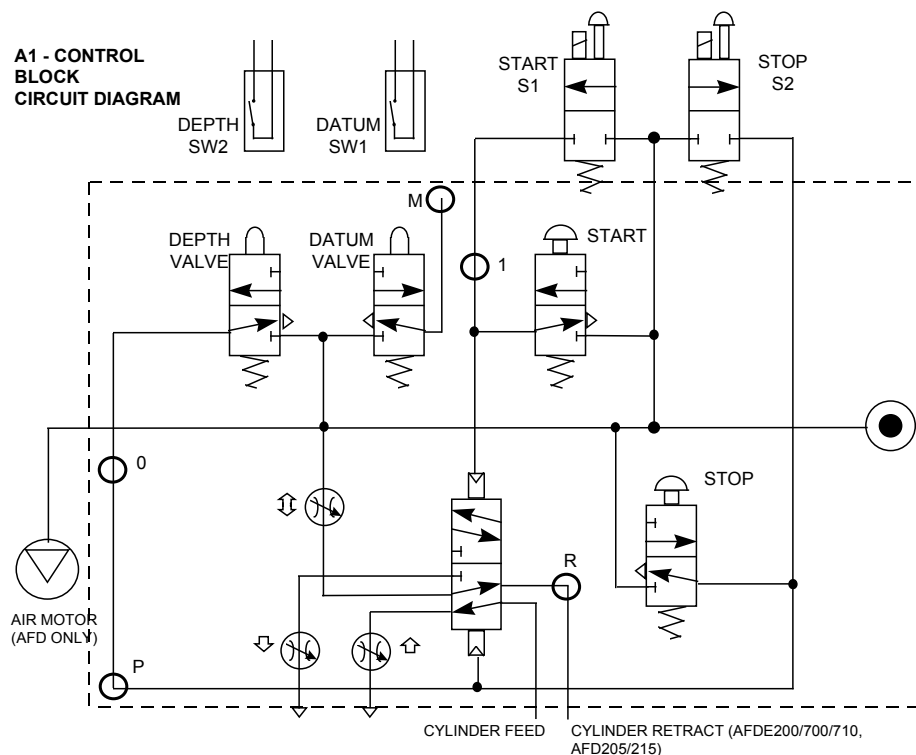 A1 - CONTROL
BLOCK
CIRCUIT DIAGRAM
DEPTH
SW2
DATUM
SW1
START
S1
STOP
S2
M
DEPTH
VALVE
DATUM
VALVE
1
START
0
STOP
R
AIR MOTOR
(AFD ONLY)
P
CYLINDER FEED
CYLINDER RETRACT (AFDE200/700/710,
AFD205/215)